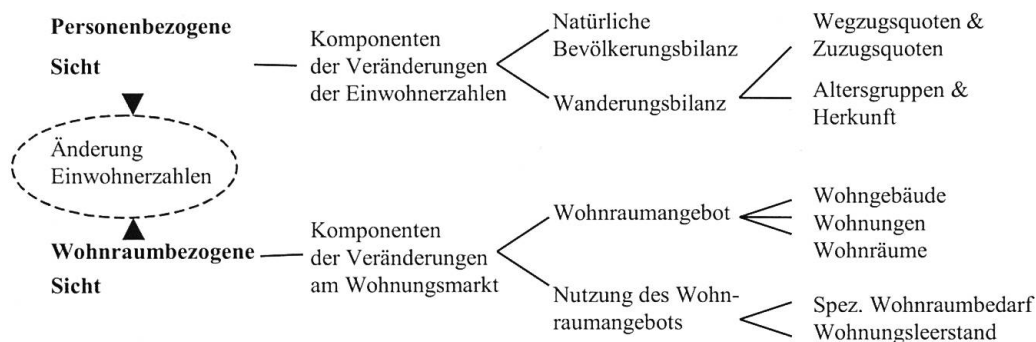 Personenbezogene
Sicht
Komponenten
der Veränderungen
der Einwohnerzahlen
Natürliche
Bevölkerungsbilanz
Wanderungsbilanz
Wegzugsquoten &
Zuzugsquoten
Altersgruppen &
Herkunft
Änderung
Einwohnerzahlen
Wohnraumbezogene
Sicht
Komponenten
der Veränderungen
am Wohnungsmarkt
Wohnraumangebot
Nutzung des Wohn-
raumangebots
Wohngebäude
Wohnungen
Wohnräume
Spez. Wohnraumbedarf
Wohnungsleerstand